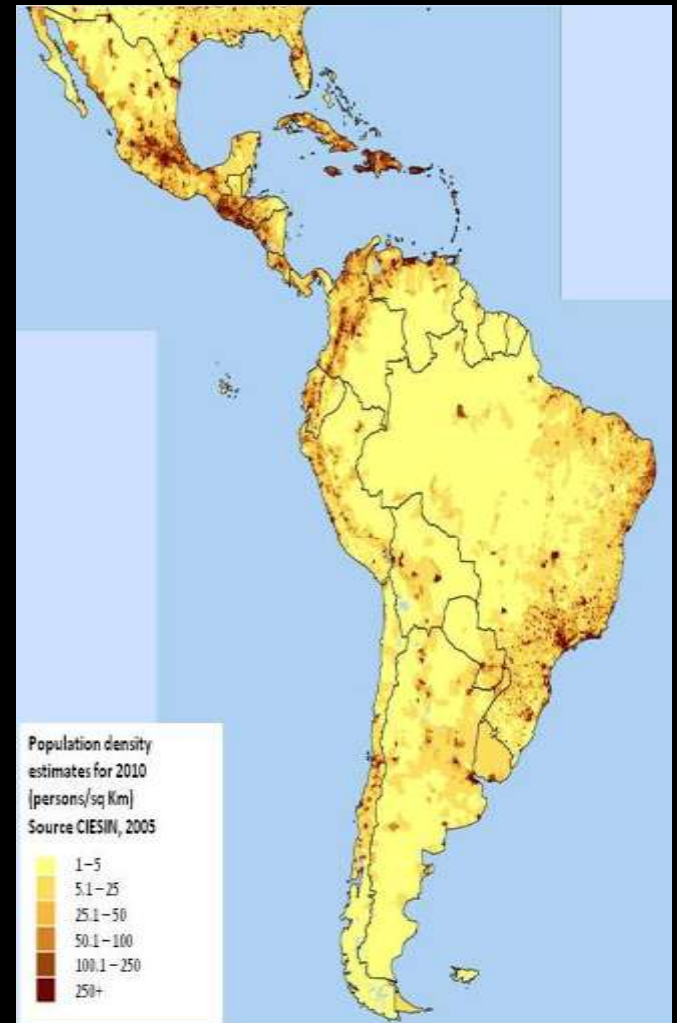 Population density
estimates for 2010
(persons/sq Km)
Source CIESIN, 2005
1–5
5.1–25
25.1–50
50.1–100
100.1–250
250+